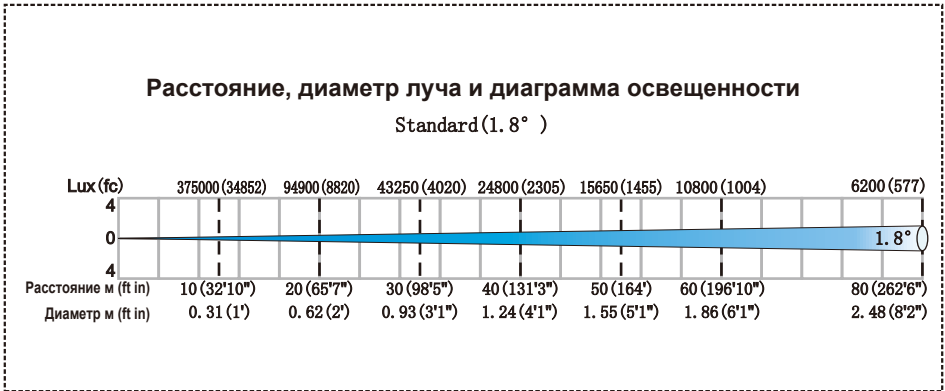 Расстояние, диаметр луча и диаграмма освещенности
Standard(1.8° )
Lux(fc) 375000(34852) 94900(8820) 43250(4020) 24800(2305) 15650(1455) 10800(1004) 6200(577)
4
0 1.8°
4
Расстояние м (ft in) 10(32'10") 20(65'7") 30(98'5") 40(131'3") 50(164') 60(196'10") 80(262'6")
Диаметр м (ft in) 0.31(1') 0.62(2') 0.93(3'1") 1.24(4'1") 1.55(5'1") 1.86(6'1") 2.48(8'2")